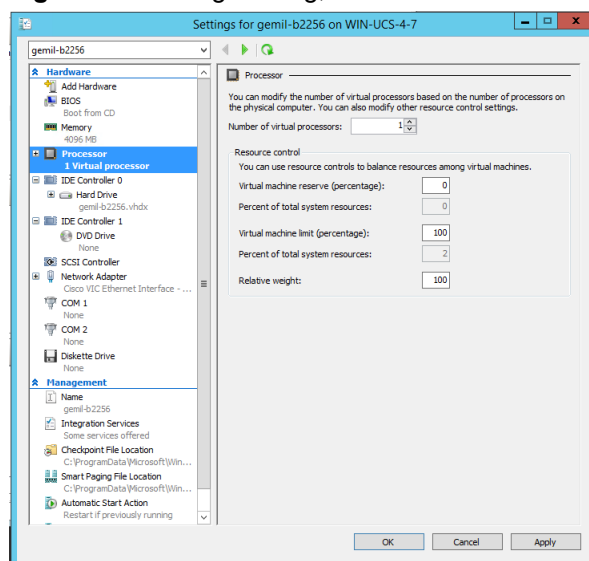 Settings for gemil-b2256 on WIN-UCS-4-7
gemil-b2256
Hardware
Add Hardware
BIOS
Boot from CD
Memory
4096 MB
Processor
1 Virtual processor
IDE Controller 0
Hard Drive
gemil-b2256.vhdx
IDE Controller 1
DVD Drive
None
SCSI Controller
Network Adapter
Cisco VIC Ethernet Interface - ...
COM 1
None
COM 2
None
Diskette Drive
None
Management
Name
gemil-b2256
Integration Services
Some services offered
Checkpoint File Location
C:\ProgramData\Microsoft\Win...
Smart Paging File Location
C:\ProgramData\Microsoft\Win...
Automatic Start Action
Restart if previously running
Processor
You can modify the number of virtual processors based on the number of processors on
the physical computer. You can also modify other resource control settings.
Number of virtual processors: 1
Resource control
You can use resource controls to balance resources among virtual machines.
Virtual machine reserve (percentage): 0
Percent of total system resources: 0
Virtual machine limit (percentage): 100
Percent of total system resources: 2
Relative weight: 100
OK Cancel Apply